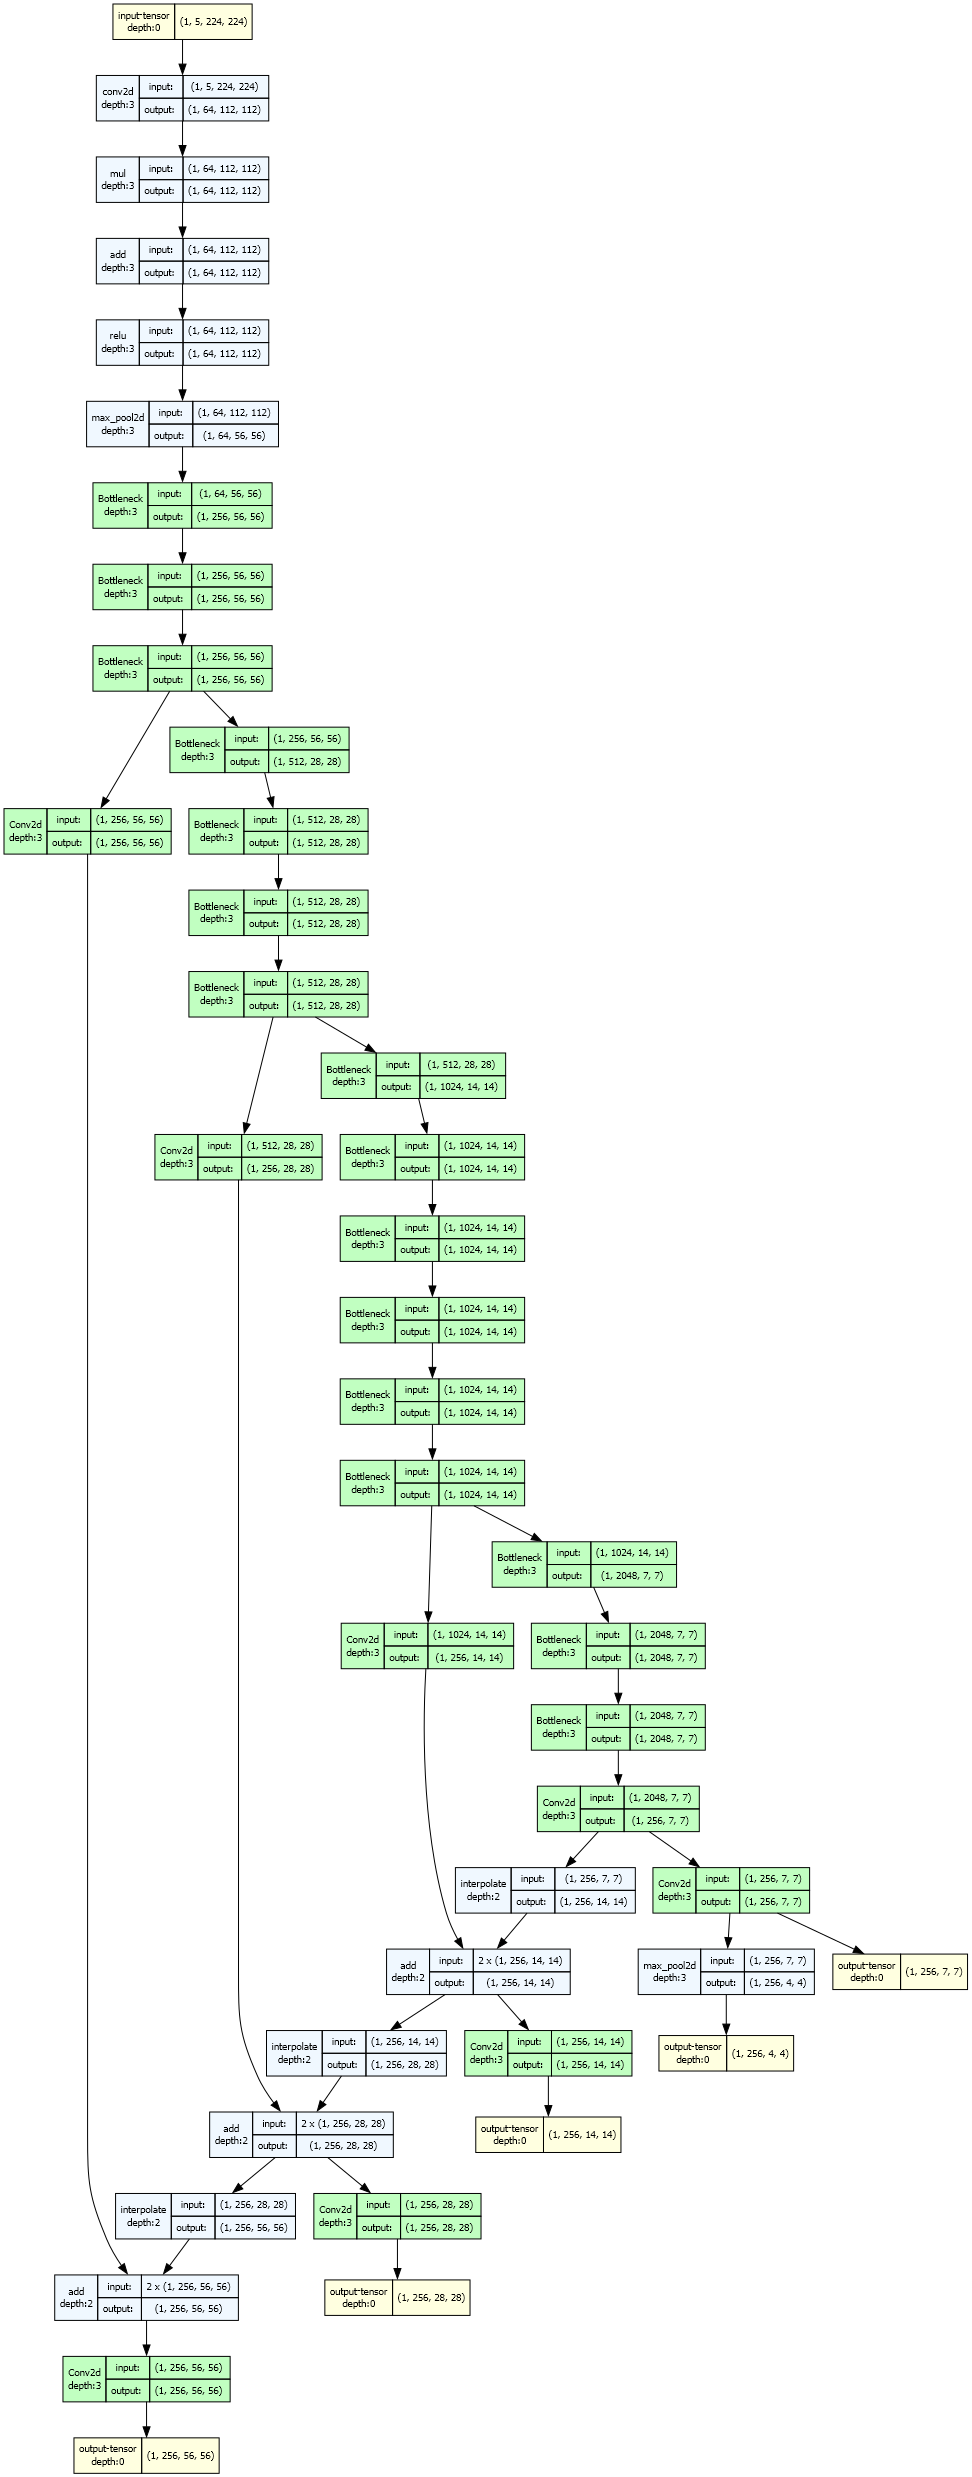 input-tensor
depth:0
(1, 5, 224, 224)
conv2d
depth:3
input:
(1, 5, 224, 224)
output:
(1, 64, 112, 112)
mul
depth:3
input:
(1, 64, 112, 112)
output:
(1, 64, 112, 112)
add
depth:3
input:
(1, 64, 112, 112)
output:
(1, 64, 112, 112)
relu
depth:3
input:
(1, 64, 112, 112)
output:
(1, 64, 112, 112)
max_pool2d
depth:3
input:
(1, 64, 112, 112)
output:
(1, 64, 56, 56)
Bottleneck
depth:3
input:
(1, 64, 56, 56)
output:
(1, 256, 56, 56)
Bottleneck
depth:3
input:
(1, 256, 56, 56)
output:
(1, 256, 56, 56)
Bottleneck
depth:3
input:
(1, 256, 56, 56)
output:
(1, 256, 56, 56)
Bottleneck
depth:3
input:
(1, 256, 56, 56)
output:
(1, 512, 28, 28)
Conv2d
depth:3
input:
(1, 256, 56, 56)
output:
(1, 256, 56, 56)
Bottleneck
depth:3
input:
(1, 512, 28, 28)
output:
(1, 512, 28, 28)
Bottleneck
depth:3
input:
(1, 512, 28, 28)
output:
(1, 512, 28, 28)
Bottleneck
depth:3
input:
(1, 512, 28, 28)
output:
(1, 512, 28, 28)
Bottleneck
depth:3
input:
(1, 512, 28, 28)
output:
(1, 1024, 14, 14)
Conv2d
depth:3
input:
(1, 512, 28, 28)
output:
(1, 256, 28, 28)
Bottleneck
depth:3
input:
(1, 1024, 14, 14)
output:
(1, 1024, 14, 14)
Bottleneck
depth:3
input:
(1, 1024, 14, 14)
output:
(1, 1024, 14, 14)
Bottleneck
depth:3
input:
(1, 1024, 14, 14)
output:
(1, 1024, 14, 14)
Bottleneck
depth:3
input:
(1, 1024, 14, 14)
output:
(1, 1024, 14, 14)
Bottleneck
depth:3
input:
(1, 1024, 14, 14)
output:
(1, 1024, 14, 14)
Bottleneck
depth:3
input:
(1, 1024, 14, 14)
output:
(1, 2048, 7, 7)
Conv2d
depth:3
input:
(1, 1024, 14, 14)
output:
(1, 256, 14, 14)
Bottleneck
depth:3
input:
(1, 2048, 7, 7)
output:
(1, 2048, 7, 7)
Bottleneck
depth:3
input:
(1, 2048, 7, 7)
output:
(1, 2048, 7, 7)
Conv2d
depth:3
input:
(1, 2048, 7, 7)
output:
(1, 256, 7, 7)
interpolate
depth:2
input:
(1, 256, 7, 7)
output:
(1, 256, 14, 14)
Conv2d
depth:3
input:
(1, 256, 7, 7)
output:
(1, 256, 7, 7)
add
depth:2
input:
2 x (1, 256, 14, 14)
output:
(1, 256, 14, 14)
max_pool2d
depth:3
input:
(1, 256, 7, 7)
output:
(1, 256, 4, 4)
output-tensor
depth:0
(1, 256, 7, 7)
interpolate
depth:2
input:
(1, 256, 14, 14)
output:
(1, 256, 28, 28)
Conv2d
depth:3
input:
(1, 256, 14, 14)
output:
(1, 256, 14, 14)
output-tensor
depth:0
(1, 256, 4, 4)
add
depth:2
input:
2 x (1, 256, 28, 28)
output:
(1, 256, 28, 28)
output-tensor
depth:0
(1, 256, 14, 14)
interpolate
depth:2
input:
(1, 256, 28, 28)
output:
(1, 256, 56, 56)
Conv2d
depth:3
input:
(1, 256, 28, 28)
output:
(1, 256, 28, 28)
add
depth:2
input:
2 x (1, 256, 56, 56)
output:
(1, 256, 56, 56)
output-tensor
depth:0
(1, 256, 28, 28)
Conv2d
depth:3
input:
(1, 256, 56, 56)
output:
(1, 256, 56, 56)
output-tensor
depth:0
(1, 256, 56, 56)